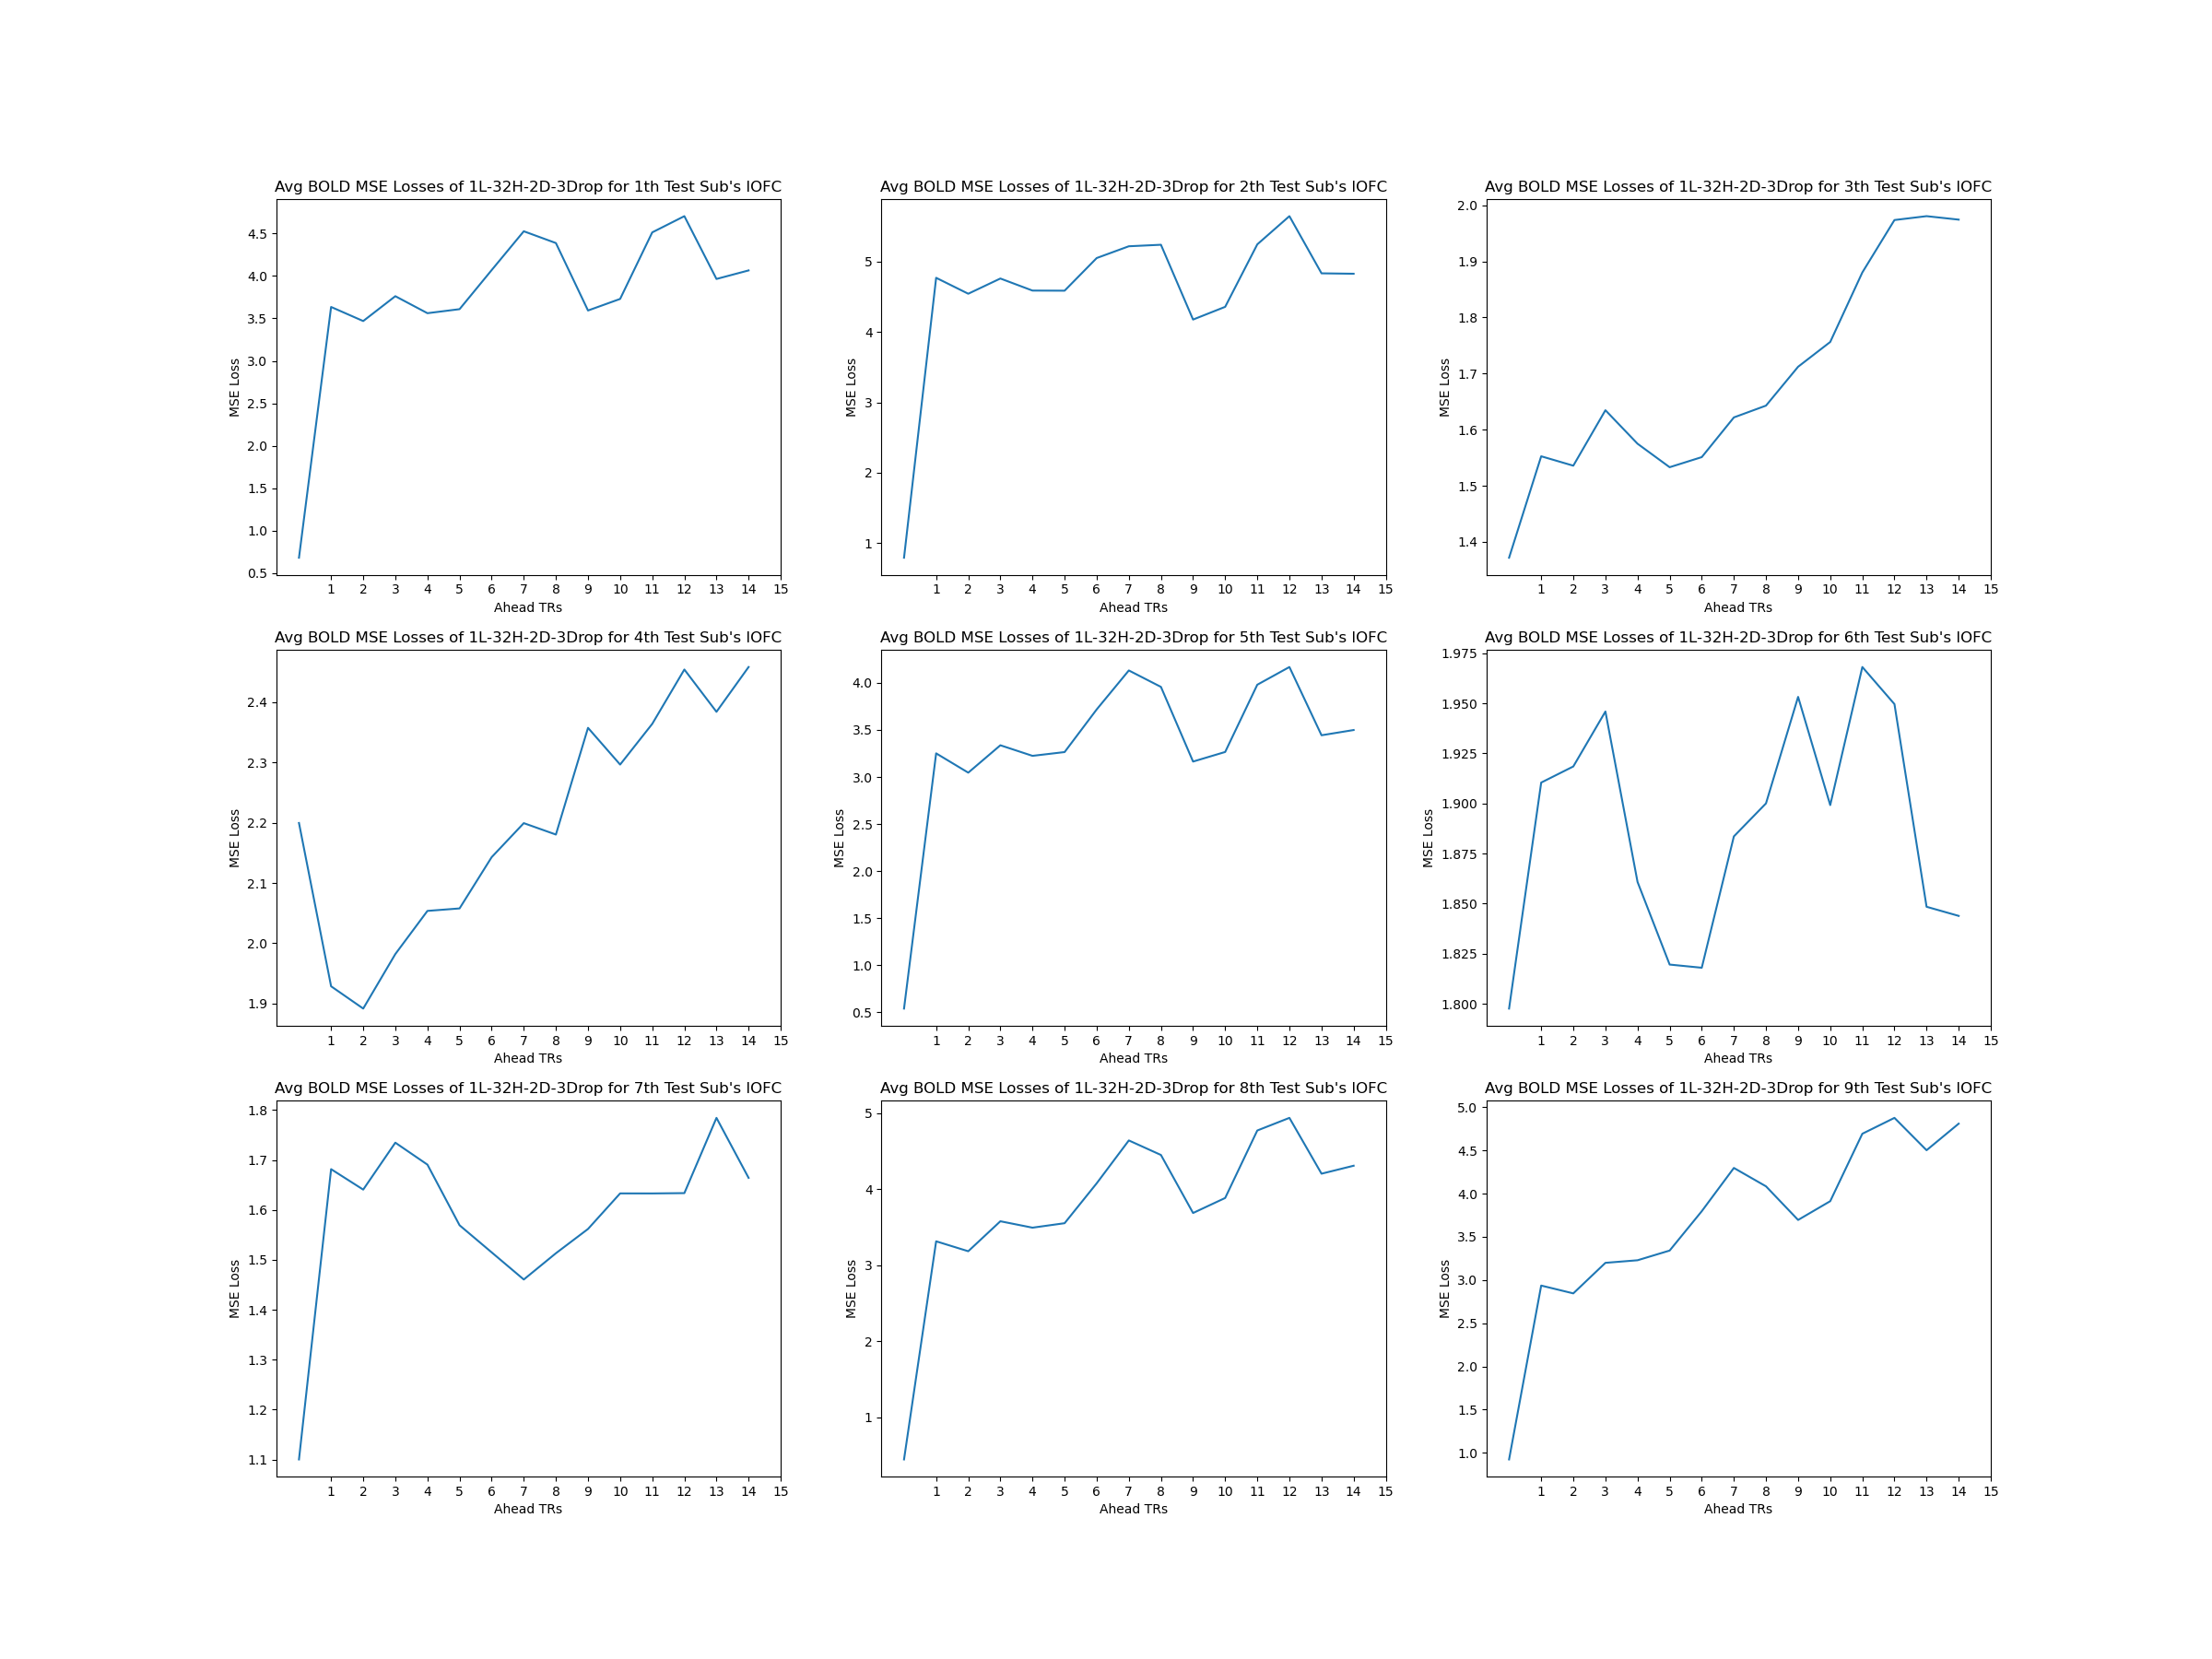 Avg BOLD MSE Losses of 1L-32H-2D-3Drop for 1th Test Sub's lOFC
MSE Loss
4.5
4.0
3.5
3.0
2.5
2.0
1.5
1.0
0.5
1 2 3 4 5 6 7 8 9 10 11 12 13 14 15
Ahead TRs
Avg BOLD MSE Losses of 1L-32H-2D-3Drop for 2th Test Sub's lOFC
MSE Loss
5
4
3
2
1
1 2 3 4 5 6 7 8 9 10 11 12 13 14 15
Ahead TRs
Avg BOLD MSE Losses of 1L-32H-2D-3Drop for 3th Test Sub's lOFC
MSE Loss
2.0
1.9
1.8
1.7
1.6
1.5
1.4
1 2 3 4 5 6 7 8 9 10 11 12 13 14 15
Ahead TRs
Avg BOLD MSE Losses of 1L-32H-2D-3Drop for 4th Test Sub's lOFC
MSE Loss
2.4
2.3
2.2
2.1
2.0
1.9
1 2 3 4 5 6 7 8 9 10 11 12 13 14 15
Ahead TRs
Avg BOLD MSE Losses of 1L-32H-2D-3Drop for 5th Test Sub's lOFC
MSE Loss
4.0
3.5
3.0
2.5
2.0
1.5
1.0
0.5
1 2 3 4 5 6 7 8 9 10 11 12 13 14 15
Ahead TRs
Avg BOLD MSE Losses of 1L-32H-2D-3Drop for 6th Test Sub's lOFC
MSE Loss
1.975
1.950
1.925
1.900
1.875
1.850
1.825
1.800
1 2 3 4 5 6 7 8 9 10 11 12 13 14 15
Ahead TRs
Avg BOLD MSE Losses of 1L-32H-2D-3Drop for 7th Test Sub's lOFC
MSE Loss
1.8
1.7
1.6
1.5
1.4
1.3
1.2
1.1
1 2 3 4 5 6 7 8 9 10 11 12 13 14 15
Ahead TRs
Avg BOLD MSE Losses of 1L-32H-2D-3Drop for 8th Test Sub's lOFC
MSE Loss
5
4
3
2
1
1 2 3 4 5 6 7 8 9 10 11 12 13 14 15
Ahead TRs
Avg BOLD MSE Losses of 1L-32H-2D-3Drop for 9th Test Sub's lOFC
MSE Loss
5.0
4.5
4.0
3.5
3.0
2.5
2.0
1.5
1.0
1 2 3 4 5 6 7 8 9 10 11 12 13 14 15
Ahead TRs